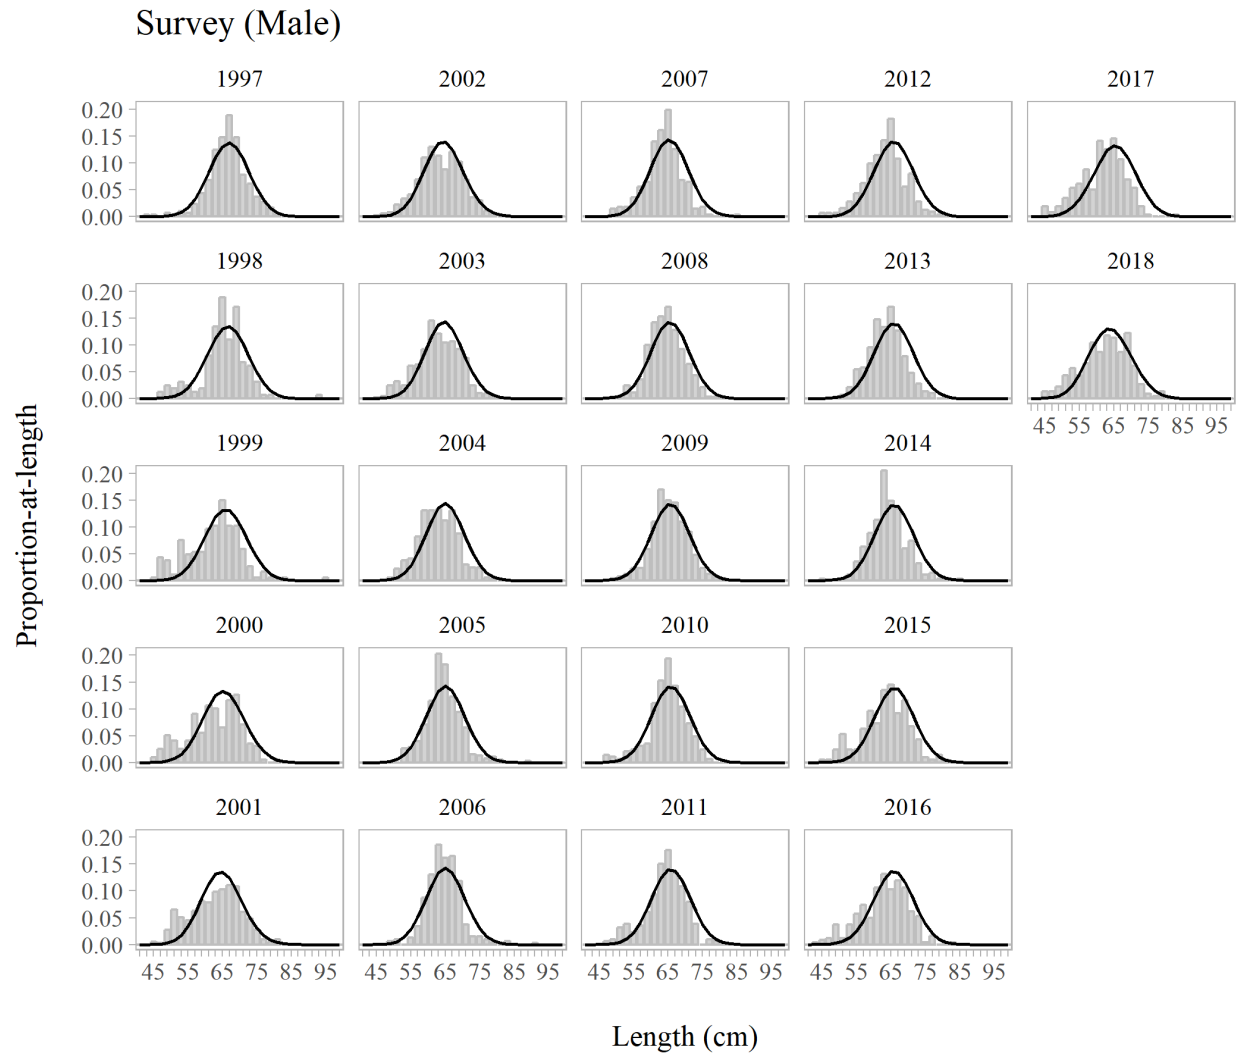 Survey (Male)
1997 2002 2007 2012 2017
0.20
0.15
0.10
0.05
0.00
1998 2003 2008 2013 2018
0.20
0.15
0.10
0.05
0.00
45 55 65 75 85 95
1999 2004 2009 2014
0.20
0.15
0.10
0.05
0.00
2000 2005 2010 2015
0.20
0.15
0.10
0.05
0.00
2001 2006 2011 2016
0.20
0.15
0.10
0.05
0.00
45 55 65 75 85 95 45 55 65 75 85 95 45 55 65 75 85 95 45 55 65 75 85 95
Proportion-at-length
Length (cm)